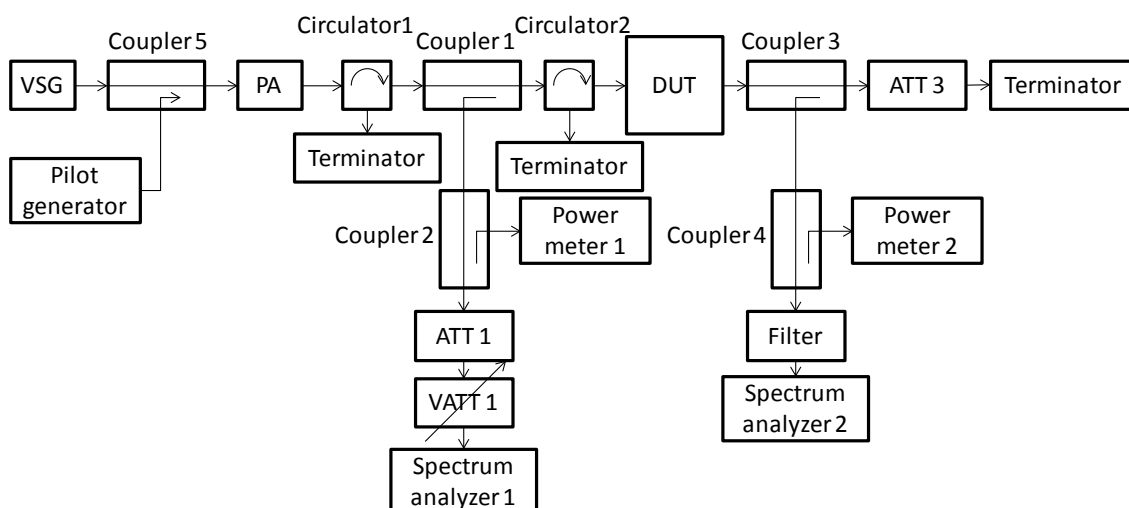 Circulator1
Circulator2
Coupler 5
Coupler 1
Coupler 3
VSG
PA
DUT
ATT 3
Terminator
Terminator
Terminator
Pilot
generator
Coupler 2
Power
meter 1
Coupler 4
Power
meter 2
ATT 1
Filter
VATT 1
Spectrum
analyzer 2
Spectrum
analyzer 1